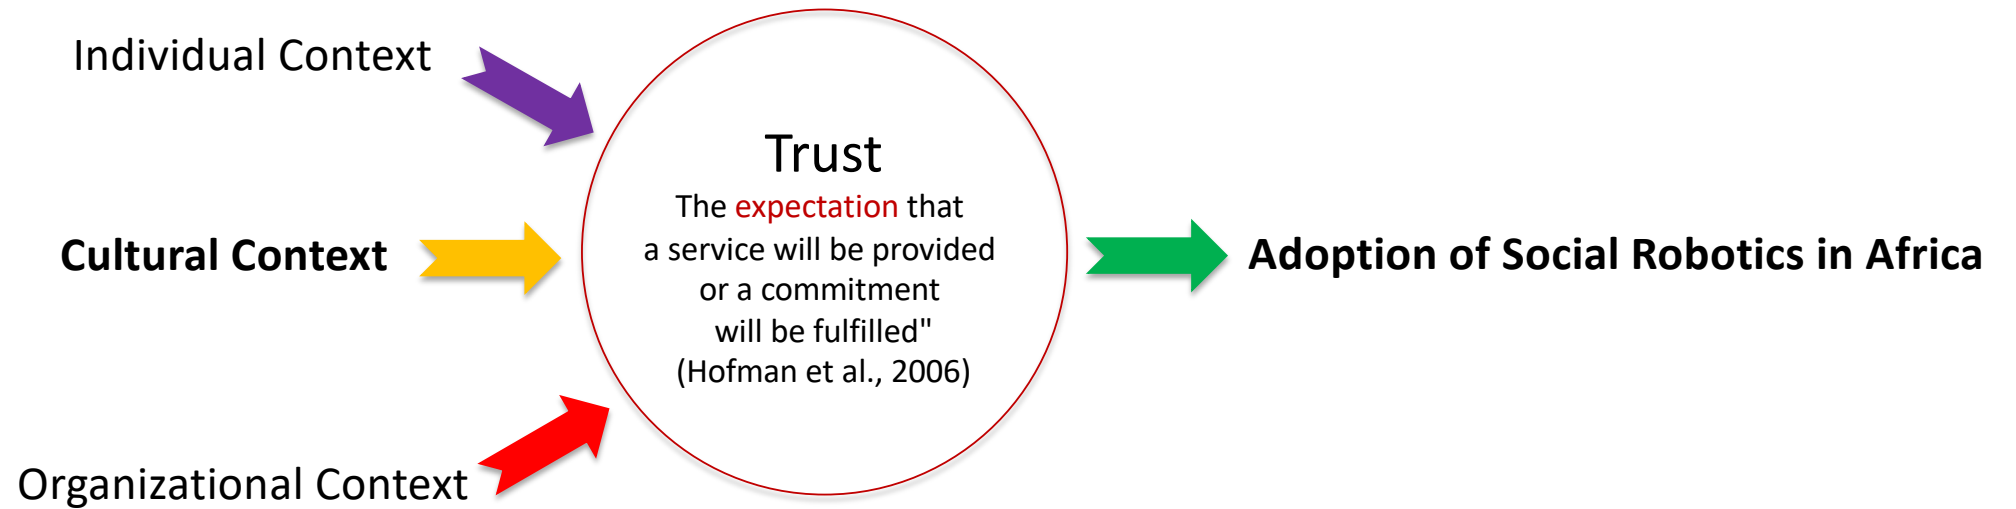 Individual Context
Cultural Context
Organizational Context
Trust
The expectation that
a service will be provided
or a commitment
will be fulfilled"
(Hofman et al., 2006)
Adoption of Social Robotics in Africa